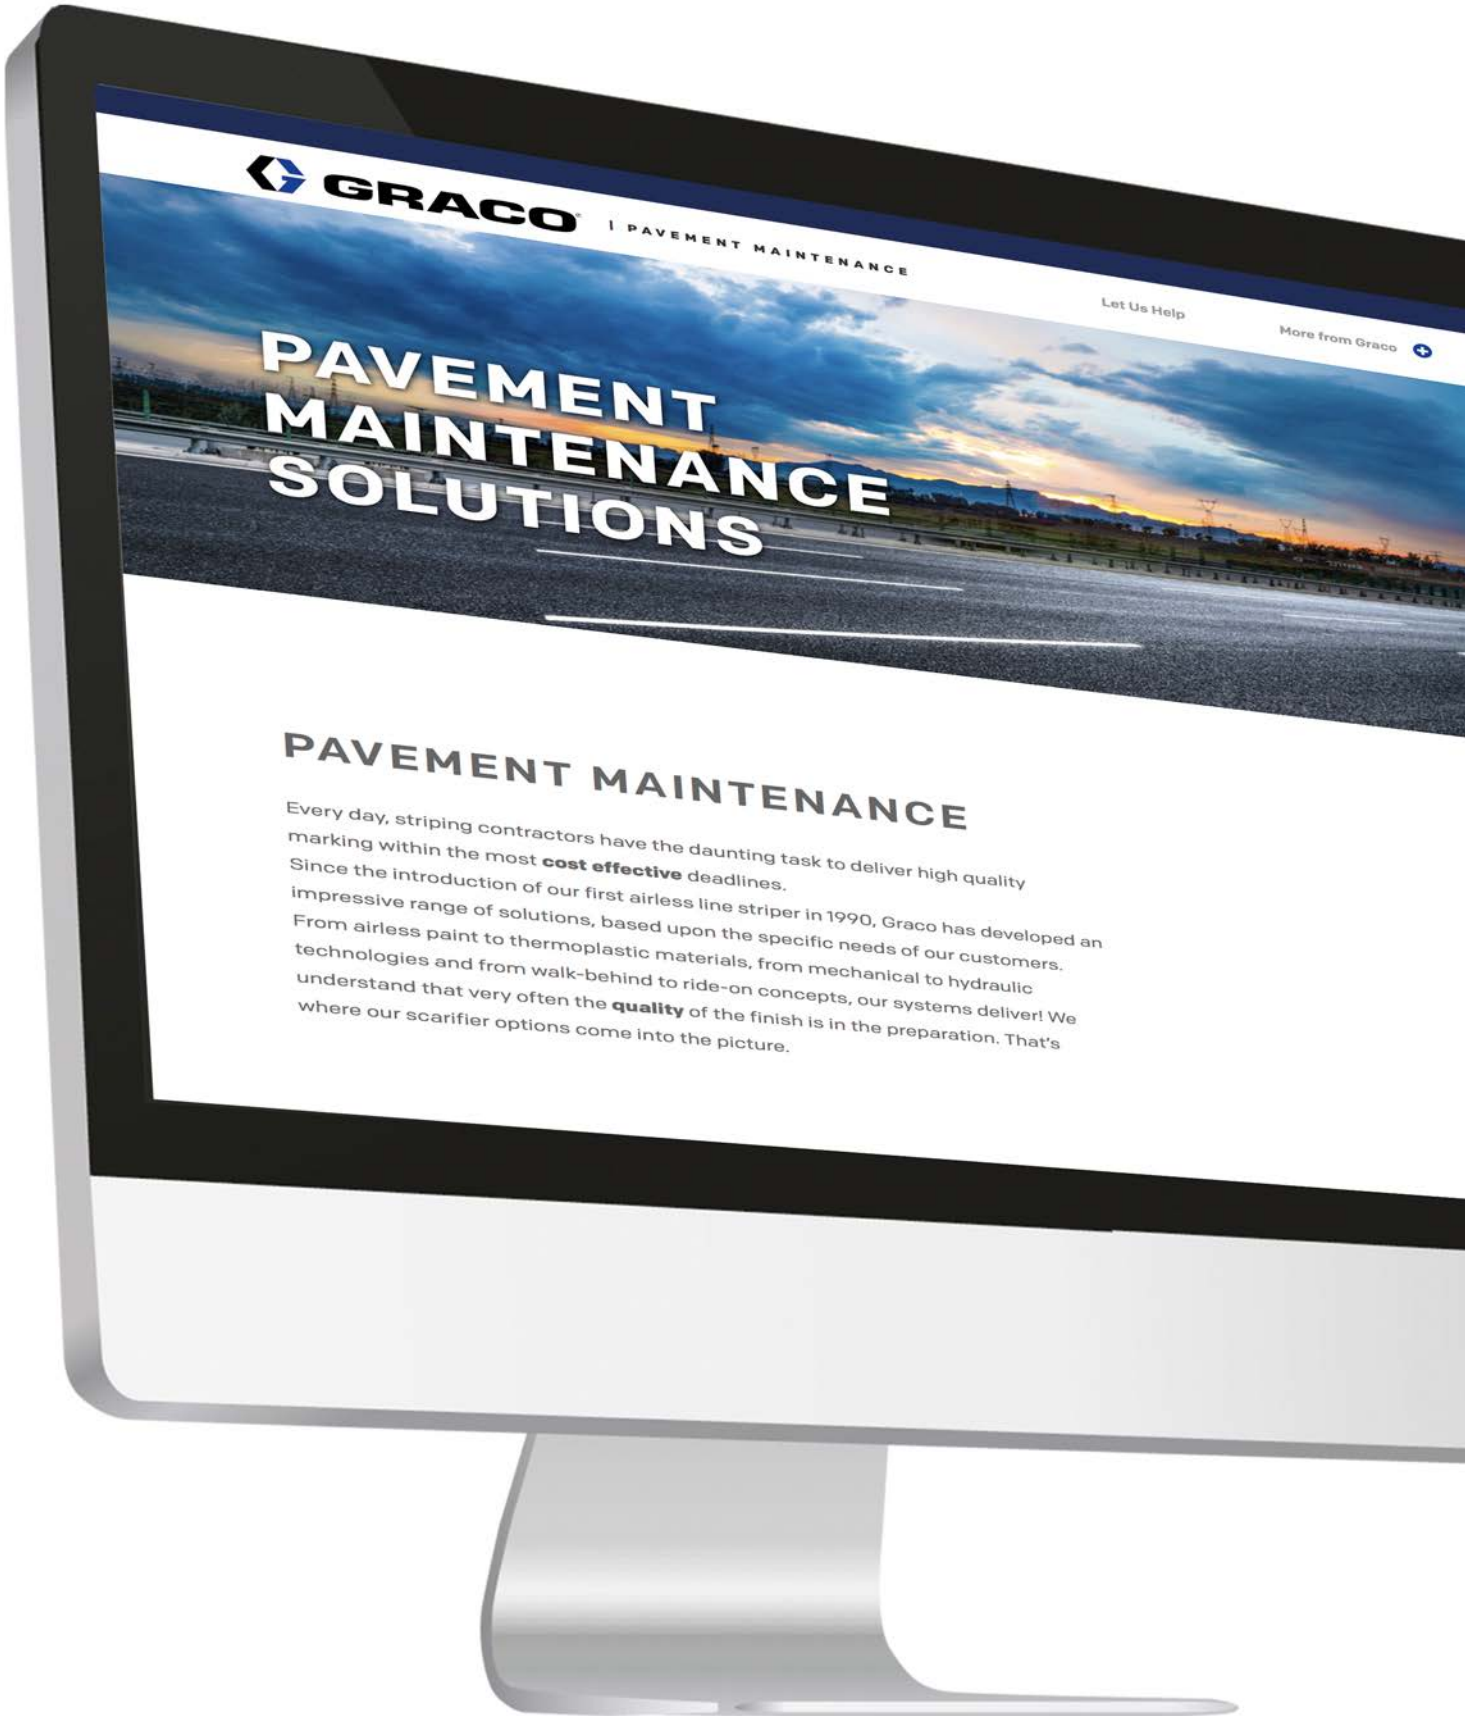 GRACO | PAVEMENT MAINTENANCE
Let Us Help
More from Graco
PAVEMENT
MAINTENANCE
SOLUTIONS
PAVEMENT MAINTENANCE
Every day, striping contractors have the daunting task to deliver high quality
marking within the most cost effective deadlines.
Since the introduction of our first airless line striper in 1990, Graco has developed an
impressive range of solutions, based upon the specific needs of our customers.
From airless paint to thermoplastic materials, from mechanical to hydraulic
technologies and from walk-behind to ride-on concepts, our systems deliver! We
understand that very often the quality of the finish is in the preparation. That's
where our scarifier options come into the picture.